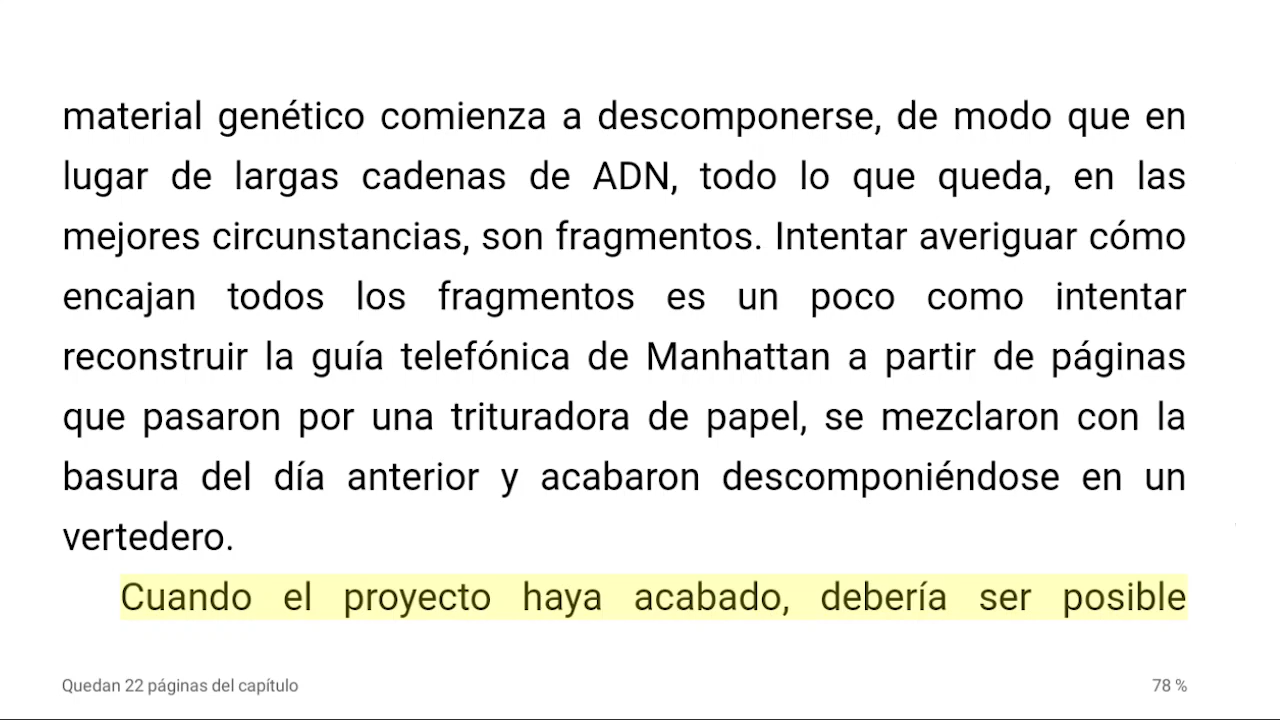 material genético comienza a descomponerse, de modo que en
lugar de largas cadenas de ADN, todo lo que queda, en las
mejores circunstancias, son fragmentos. Intentar averiguar cómo
encajan todos los fragmentos es un poco como intentar
reconstruir la guía telefónica de Manhattan a partir de páginas
que pasaron por una trituradora de papel, se mezclaron con la
basura del día anterior y acabaron descomponiéndose en un
vertedero.
Cuando el proyecto haya acabado, debería ser posible
Quedan 22 páginas del capítulo
78 %